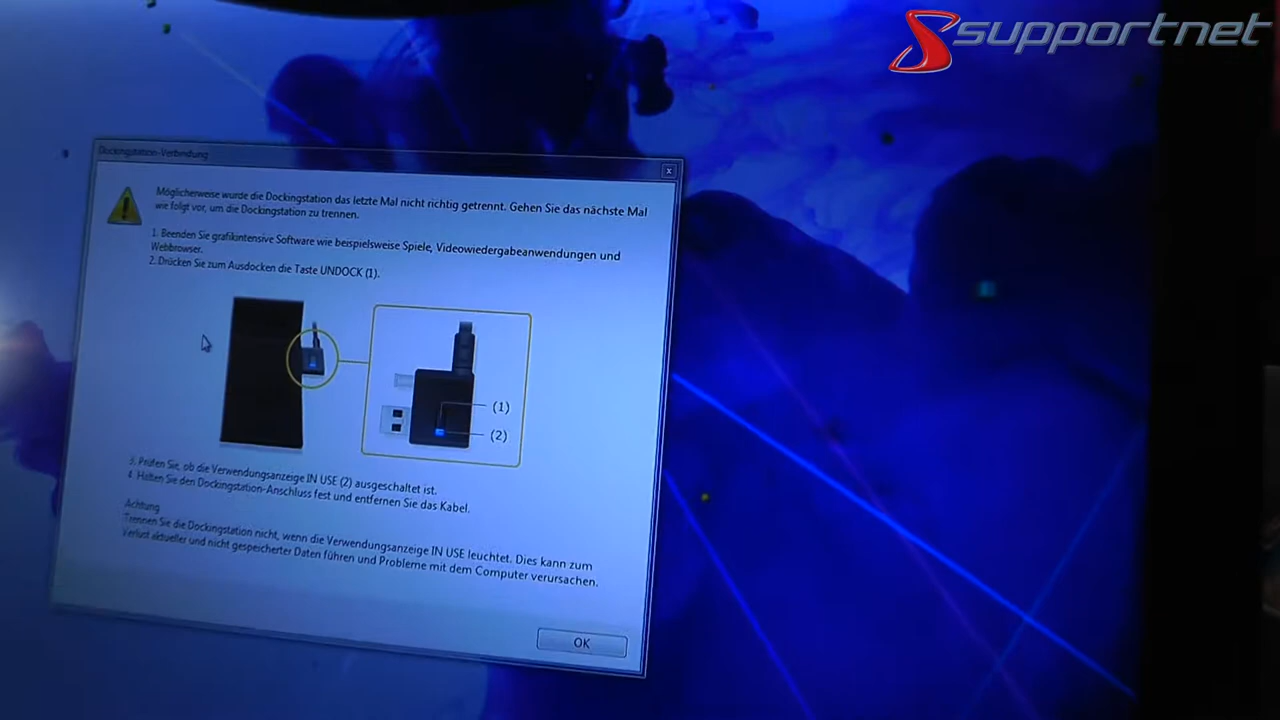 supportnet
Dockingstation-Verbindung
x
Möglicherweise wurde die Dockingstation das letzte Mal nicht richtig getrennt. Gehen Sie das nächste Mal
wie folgt vor, um die Dockingstation zu trennen.
1. Beenden Sie grafikintensive Software wie beispielsweise Spiele, Videowiedergabeanwendungen und
Webbrowser.
2. Drücken Sie zum Ausdocken die Taste UNDOCK (1).
(1)
(2)
3. Prüfen Sie, ob die Verwendungsanzeige IN USE (2) ausgeschaltet ist.
4. Halten Sie den Dockingstation-Anschluss fest und entfernen Sie das Kabel.
Achtung
Trennen Sie die Dockingstation nicht, wenn die Verwendungsanzeige IN USE leuchtet. Dies kann zum
Verlust aktueller und nicht gespeicherter Daten führen und Probleme mit dem Computer verursachen.
OK